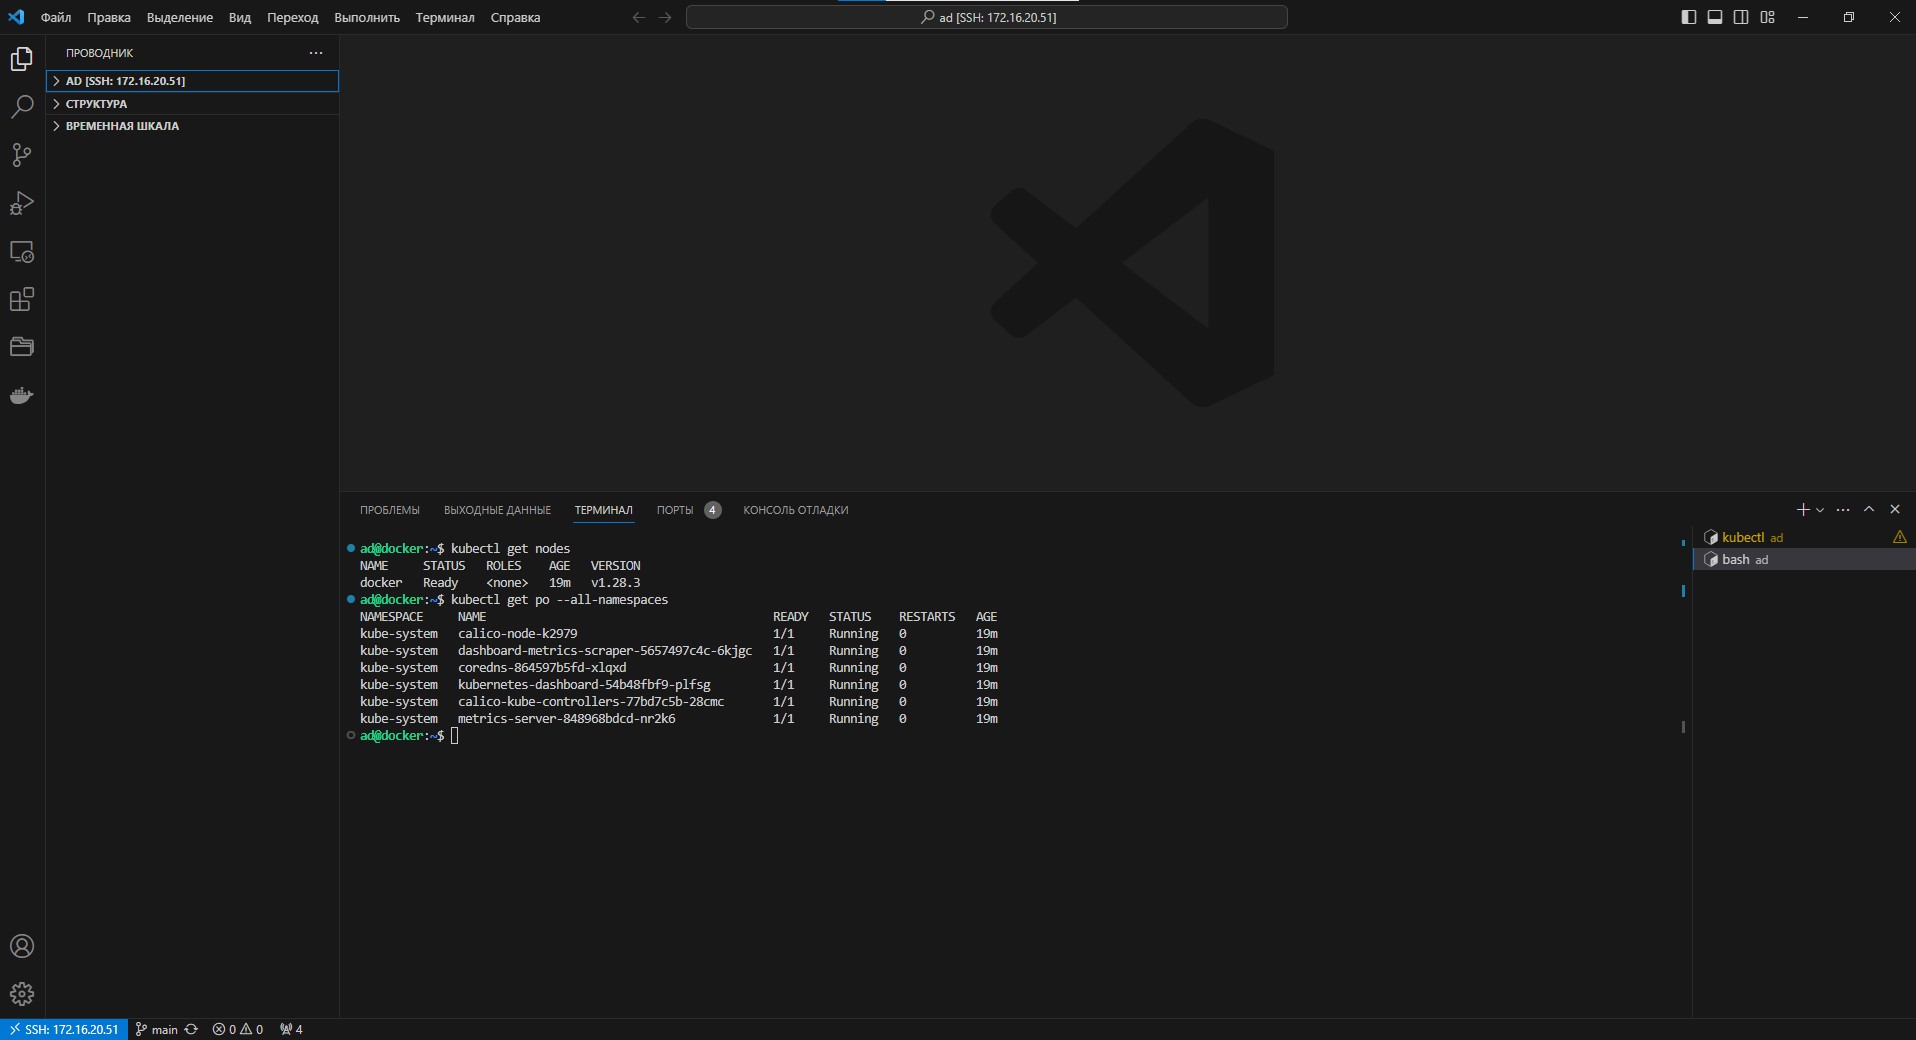 Файл Правка Выделение Вид Переход Выполнить Терминал Справка
ad [SSH: 172.16.20.51]
ПРОВОДНИК
AD [SSH: 172.16.20.51]
СТРУКТУРА
ВРЕМЕННАЯ ШКАЛА
ПРОБЛЕМЫ ВЫХОДНЫЕ ДАННЫЕ ТЕРМИНАЛ ПОРТЫ 4 КОНСОЛЬ ОТЛАДКИ
ad@docker:~$ kubectl get nodes
NAME STATUS ROLES AGE VERSION
docker Ready <none> 19m v1.28.3
ad@docker:~$ kubectl get po --all-namespaces
NAMESPACE NAME READY STATUS RESTARTS AGE
kube-system calico-node-k2979 1/1 Running 0 19m
kube-system dashboard-metrics-scraper-5657497c4c-6kjgc 1/1 Running 0 19m
kube-system coredns-864597b5fd-xlqxd 1/1 Running 0 19m
kube-system kubernetes-dashboard-54b48fbf9-plfsg 1/1 Running 0 19m
kube-system calico-kube-controllers-77bd7c5b-28cmc 1/1 Running 0 19m
kube-system metrics-server-848968bdcd-nr2k6 1/1 Running 0 19m
ad@docker:~$
kubectl ad
bash ad
SSH: 172.16.20.51 main 0 0 4